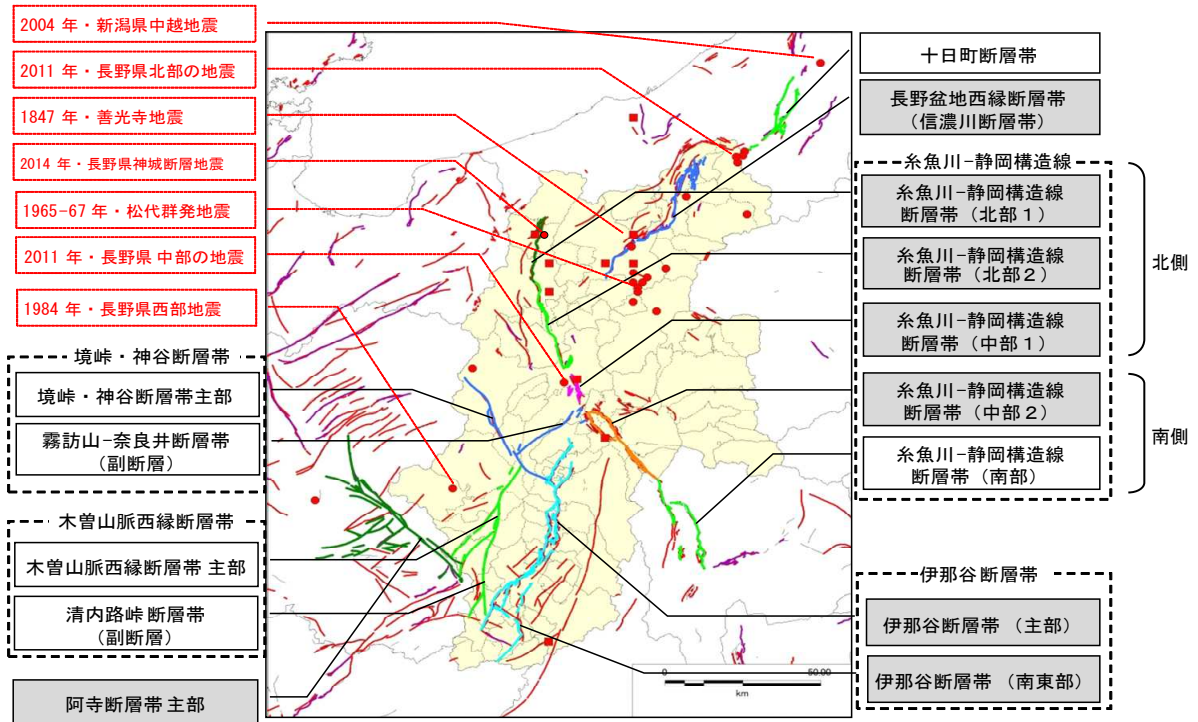 2004 年・新潟県中越地震
2011 年・長野県北部の地震
1847 年・善光寺地震
2014 年・長野県神城断層地震
1965-67 年・松代群発地震
2011 年・長野県 中部の地震
1984 年・長野県西部地震
境峠・神谷断層帯
境峠・神谷断層帯主部
霧訪山−奈良井断層帯
(副断層)
木曽山脈西縁断層帯
木曽山脈西縁断層帯 主部
清内路峠 断層帯
(副断層)
阿寺断層帯 主部
十日町断層帯
長野盆地西縁断層帯
(信濃川断層帯)
糸魚川−静岡構造線
糸魚川−静岡構造線
断層帯(北部1)
糸魚川−静岡構造線
断層帯(北部2)
糸魚川−静岡構造線
断層帯(中部1)
北側
糸魚川−静岡構造線
断層帯(中部2)
糸魚川−静岡構造線
断層帯(南部)
南側
伊那谷断層帯
伊那谷断層帯 (主部)
伊那谷断層帯 (南東部)
0 50.00
km